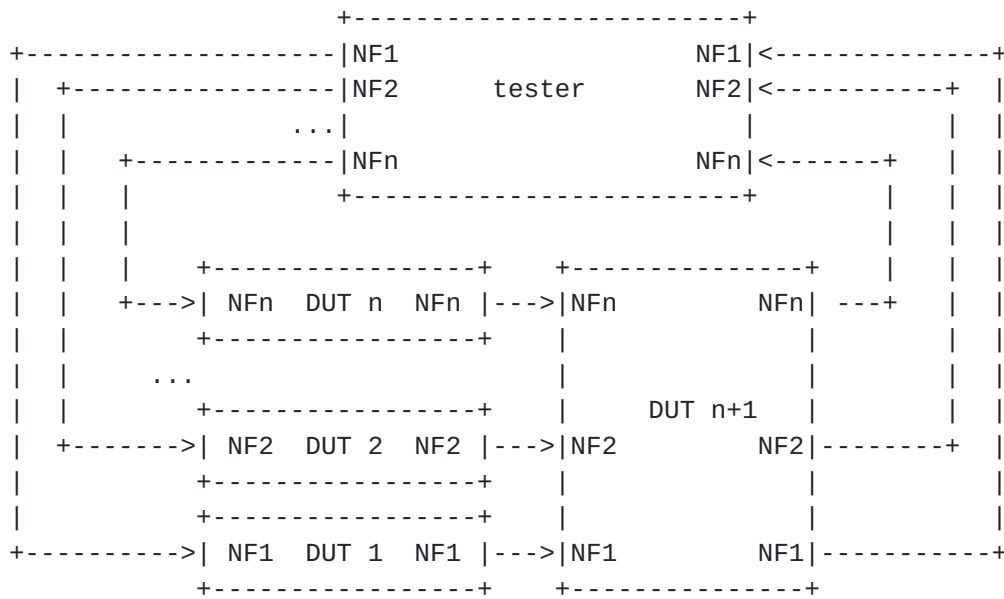 NF1 NF1
NF2 tester NF2
...
NFn NFn
NFn DUT n NFn NFn NFn
...
DUT n+1
NF2 DUT 2 NF2 NF2 NF2
NF1 DUT 1 NF1 NF1 NF1